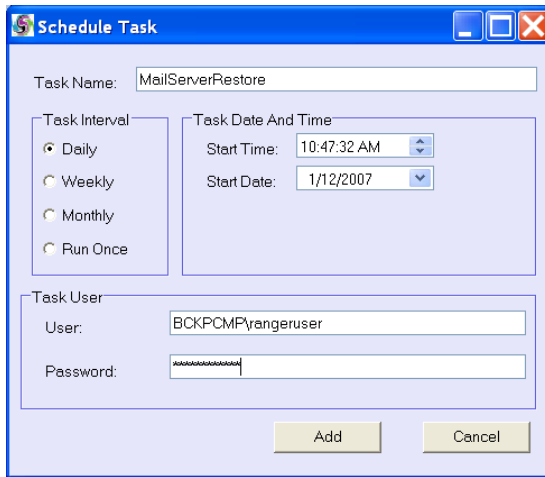 Schedule Task
Task Name: MailServerRestore
Task Interval
Daily
Weekly
Monthly
Run Once
Task Date And Time
Start Time: 10:47:32 AM
Start Date: 1/12/2007
Task User
User: BCKPCMP\rangeruser
Password: ************
Add Cancel